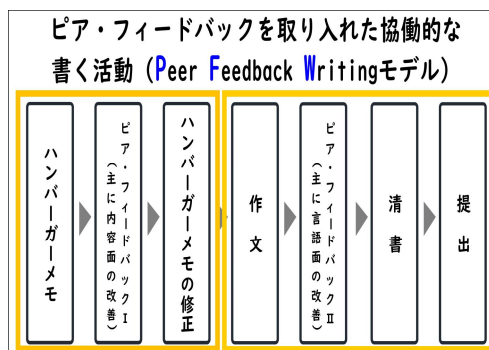 ピア・フィードバックを取り入れた協働的な
書く活動（Peer Feedback Writingモデル）
ハンバーガーメモ
ピア・フィードバックⅠ
（主に内容面の改善）
ハンバーガーメモの修正
作文
ピア・フィードバックⅡ
（主に言語面の改善）
清書
提出